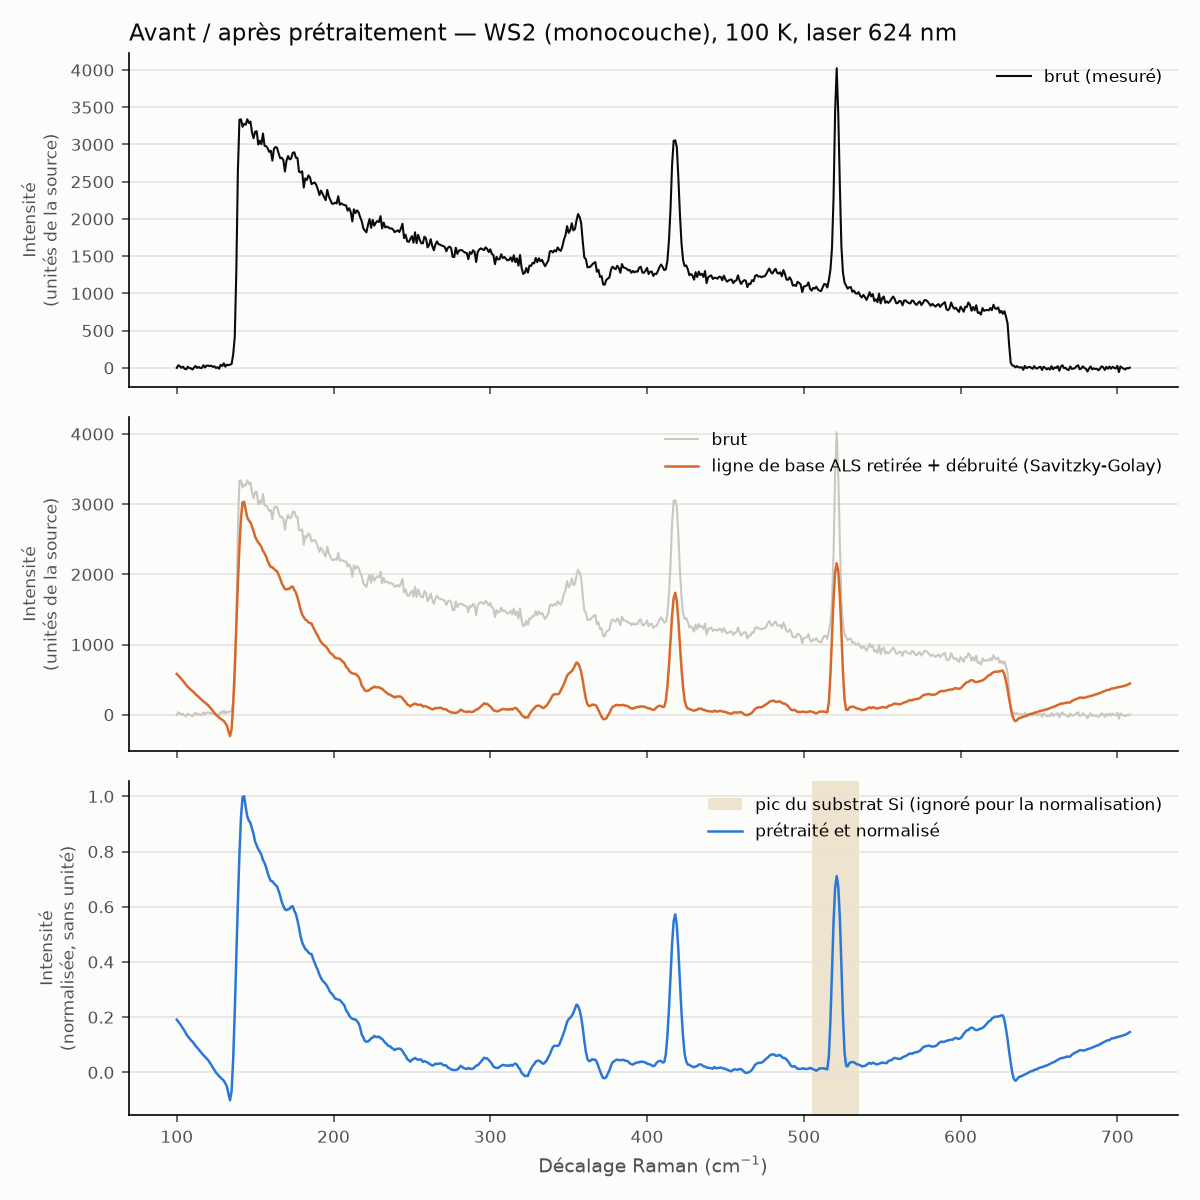 Avant / après prétraitement — WS2 (monocouche), 100 K, laser 624 nm
brut (mesuré)
Intensité
(unités de la source)
4000
3500
3000
2500
2000
1500
1000
500
0
brut
ligne de base ALS retirée + débruité (Savitzky-Golay)
Intensité
(unités de la source)
4000
3000
2000
1000
0
pic du substrat Si (ignoré pour la normalisation)
prétraité et normalisé
Intensité
(normalisée, sans unité)
1.0
0.8
0.6
0.4
0.2
0.0
100 200 300 400 500 600 700
Décalage Raman (cm⁻¹)